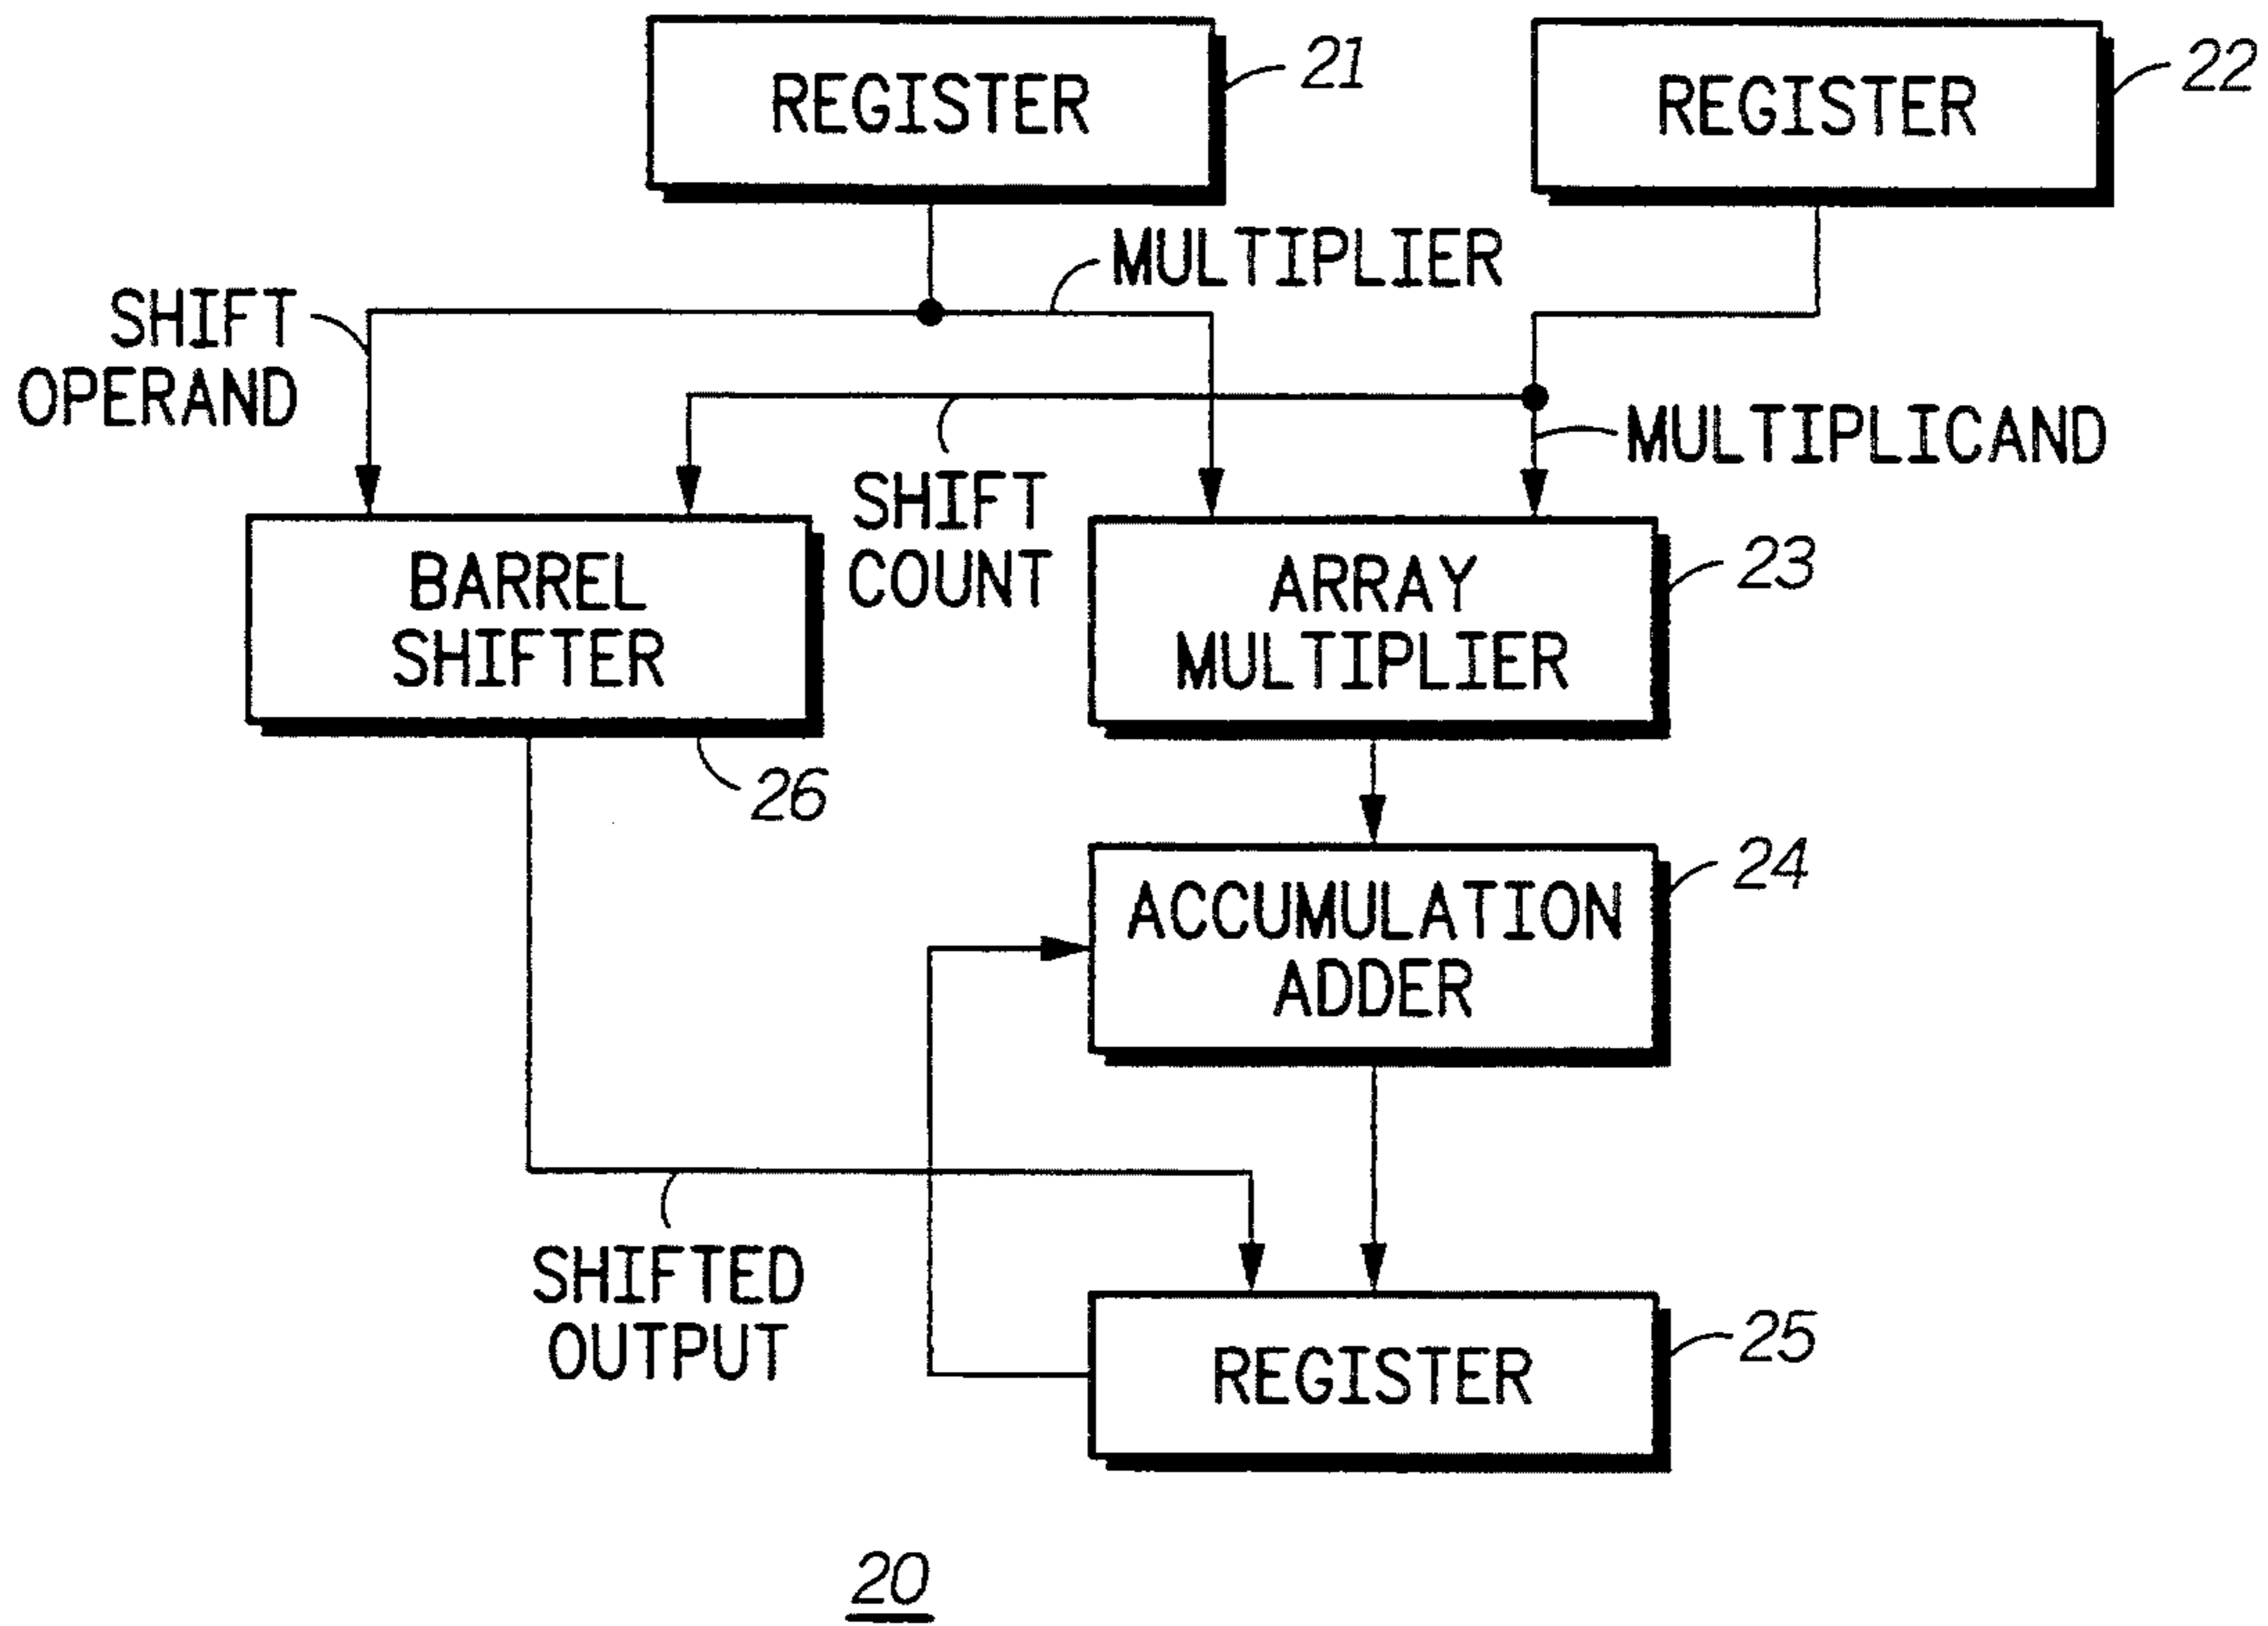 REGISTER
21
REGISTER
22
MULTIPLIER
SHIFT
OPERAND
MULTIPLICAND
SHIFT
COUNT
BARREL
SHIFTER
26
ARRAY
MULTIPLIER
23
ACCUMULATION
ADDER
24
SHIFTED
OUTPUT
REGISTER
25
20